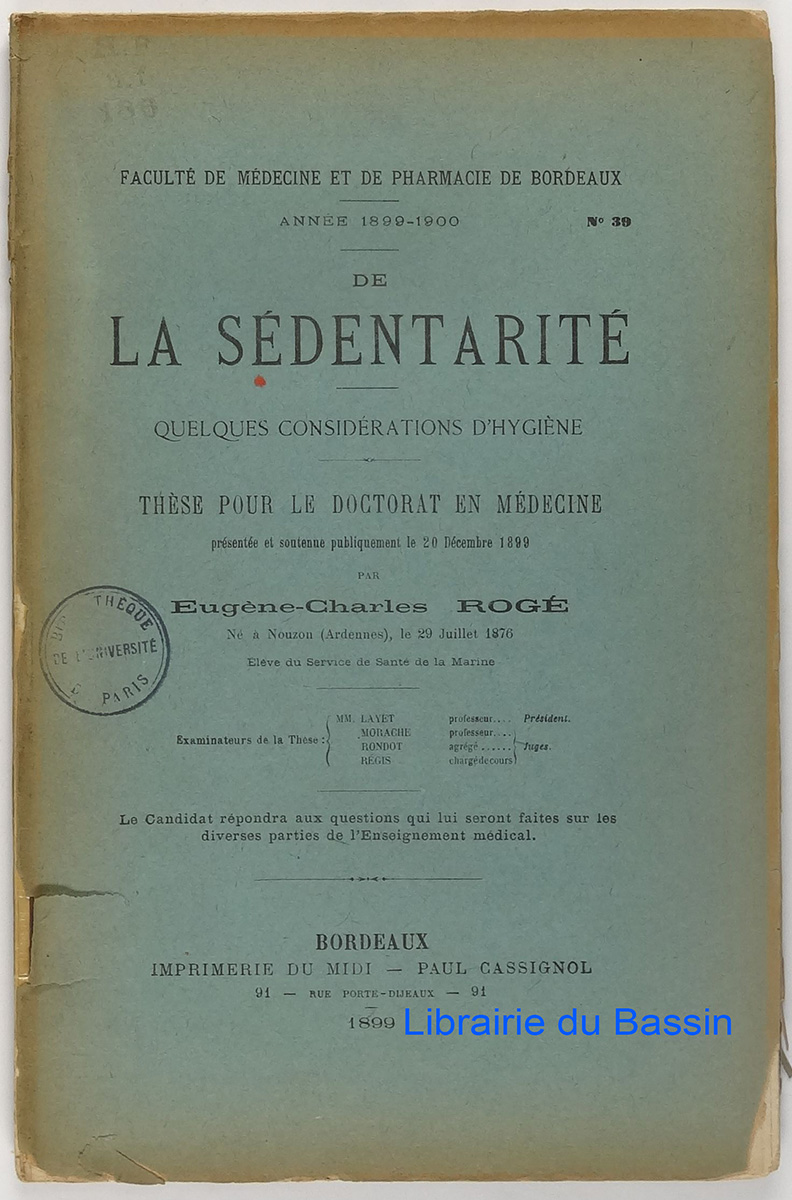 FACULTÉ DE MÉDECINE ET DE PHARMACIE DE BORDEAUX
ANNÉE 1899-1900 N° 39
DE
LA SÉDENTARITÉ
QUELQUES CONSIDÉRATIONS D'HYGIÈNE
THÈSE POUR LE DOCTORAT EN MÉDECINE
présentée et soutenue publiquement le 20 Décembre 1899
PAR
Eugène-Charles ROGÉ
Né à Nouzon (Ardennes), le 29 Juillet 1876
Elève du Service de Santé de la Marine
THÈQUE
DE L'UNIVERSITÉ
PARIS
MM. LAYET professeur.... Président.
MORACHE professeur....
Examinateurs de la Thèse :
RONDOT agrégé ...... Juges.
RÉGIS chargé de cours
Le Candidat répondra aux questions qui lui seront faites sur les
diverses parties de l'Enseignement médical.
BORDEAUX
IMPRIMERIE DU MIDI — PAUL CASSIGNOL
91 — RUE PORTE-DIJEAUX — 91
1899
Librairie du Bassin